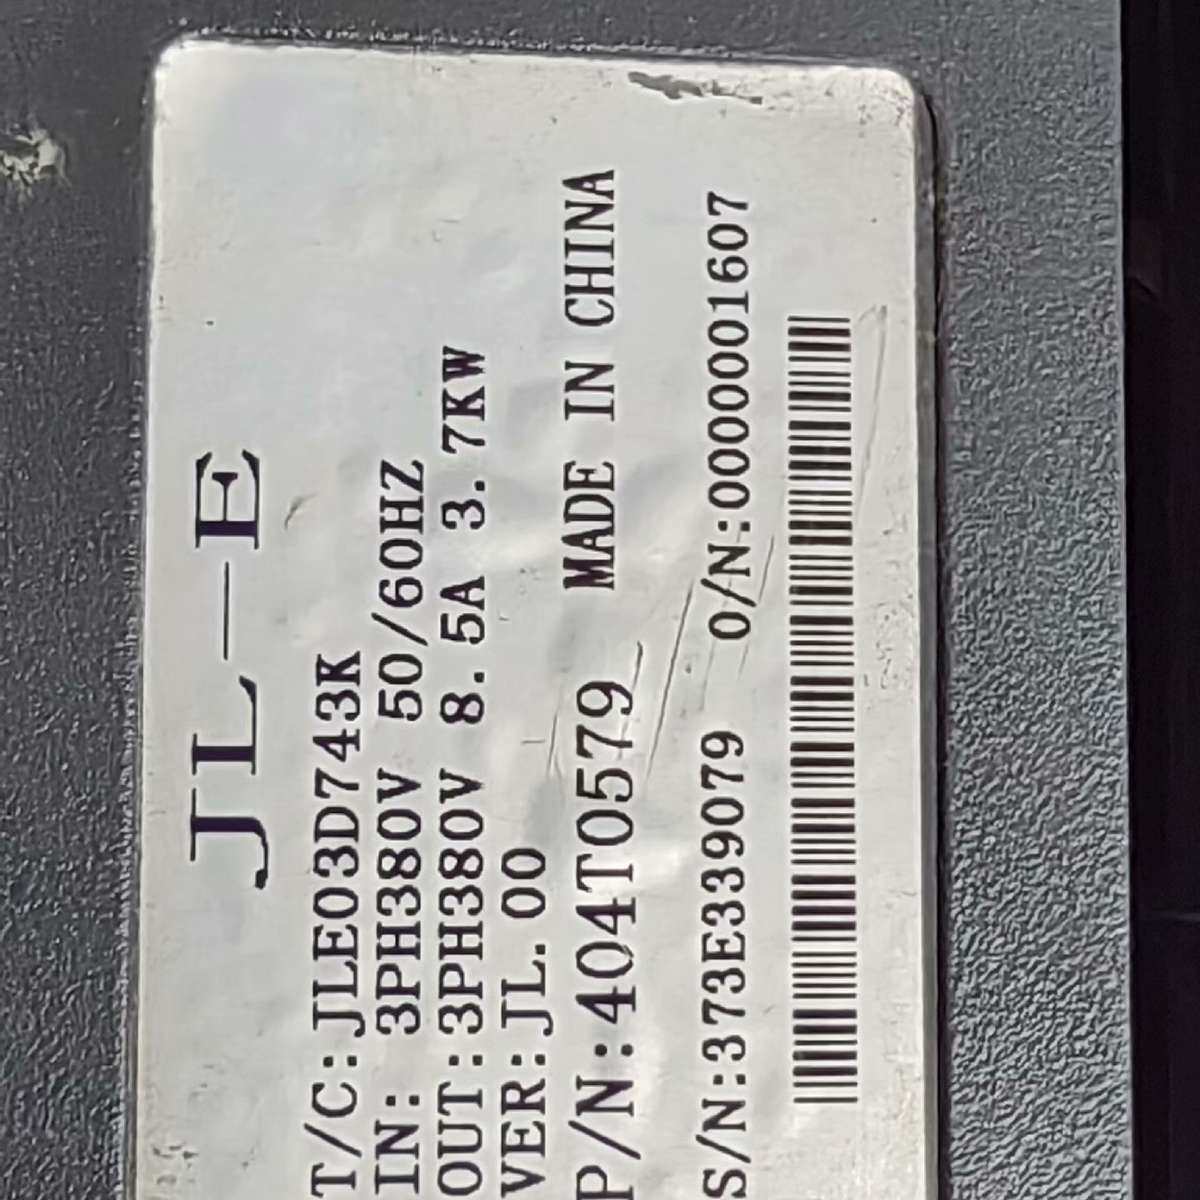 JL—E
T/C:JLE03D743K
IN: 3PH380V 50/60HZ
OUT:3PH380V 8.5A 3.7KW
VER:JL.00
P/N:404T0579 MADE IN CHINA
S/N:373E339079 O/N:0000001607